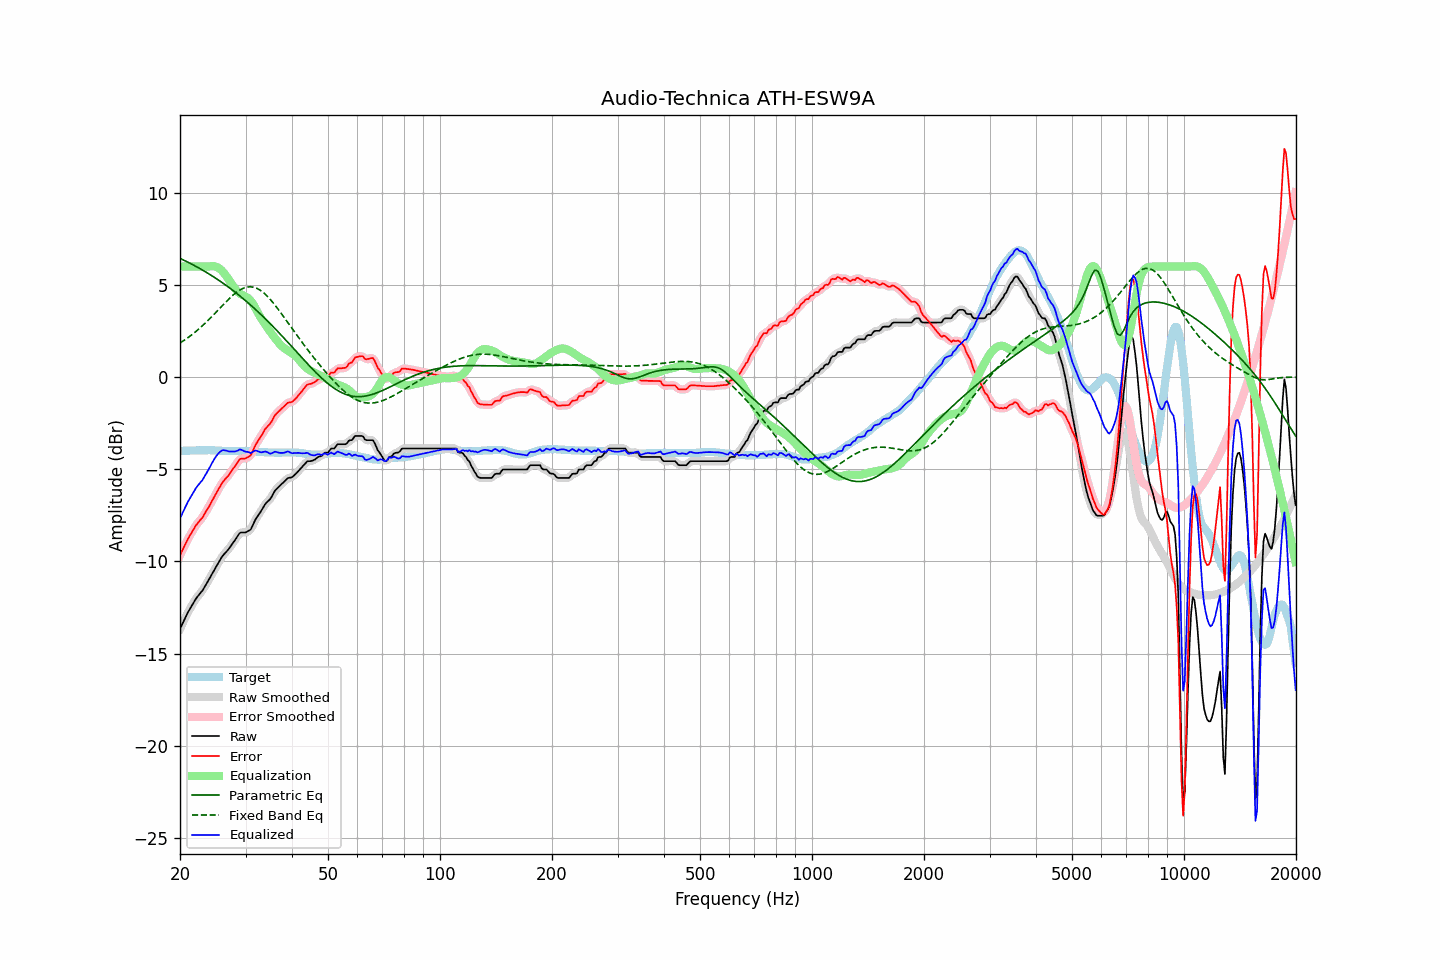 Audio-Technica ATH-ESW9A
Amplitude (dBr)
10
5
0
−5
−10
−15
−20
−25
Target
Raw Smoothed
Error Smoothed
Raw
Error
Equalization
Parametric Eq
Fixed Band Eq
Equalized
20 50 100 200 500 1000 2000 5000 10000 20000
Frequency (Hz)